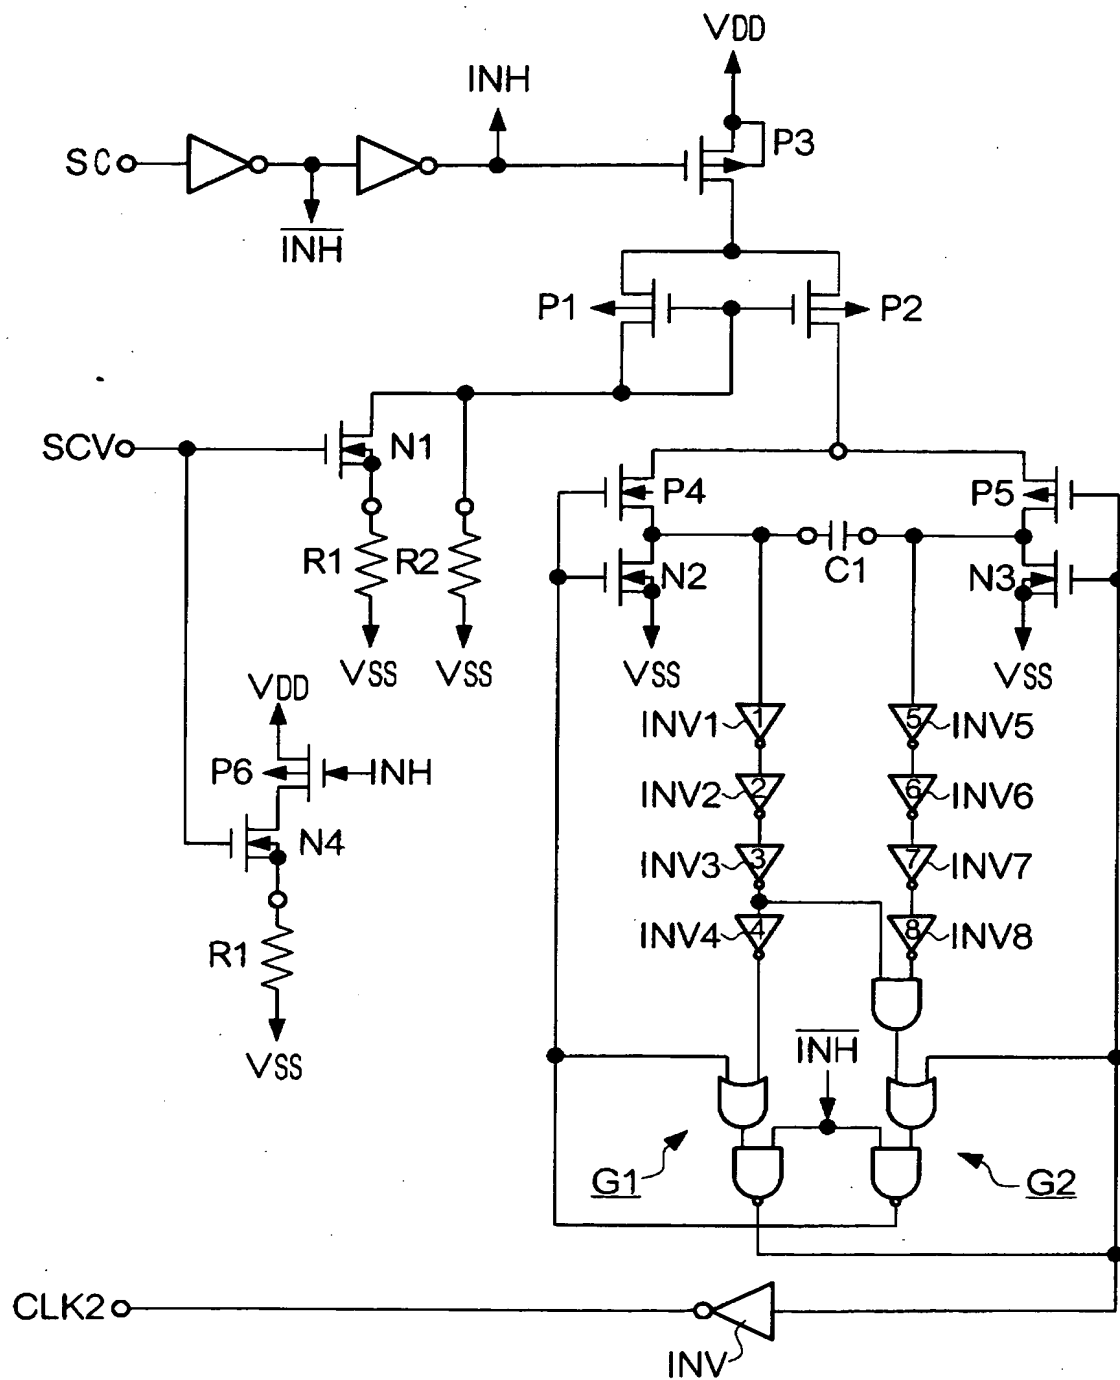 VDD
INH
SC
P3
INH
P1
P2
SCV
N1
P4
P5
R1
R2
N2
C1
N3
VSS
VSS
VSS
VSS
VDD
INV1
1
5
INV5
P6
INH
INV2
2
6
INV6
N4
INV3
3
7
INV7
INV4
4
8
INV8
R1
VSS
INH
G1
G2
CLK2
INV